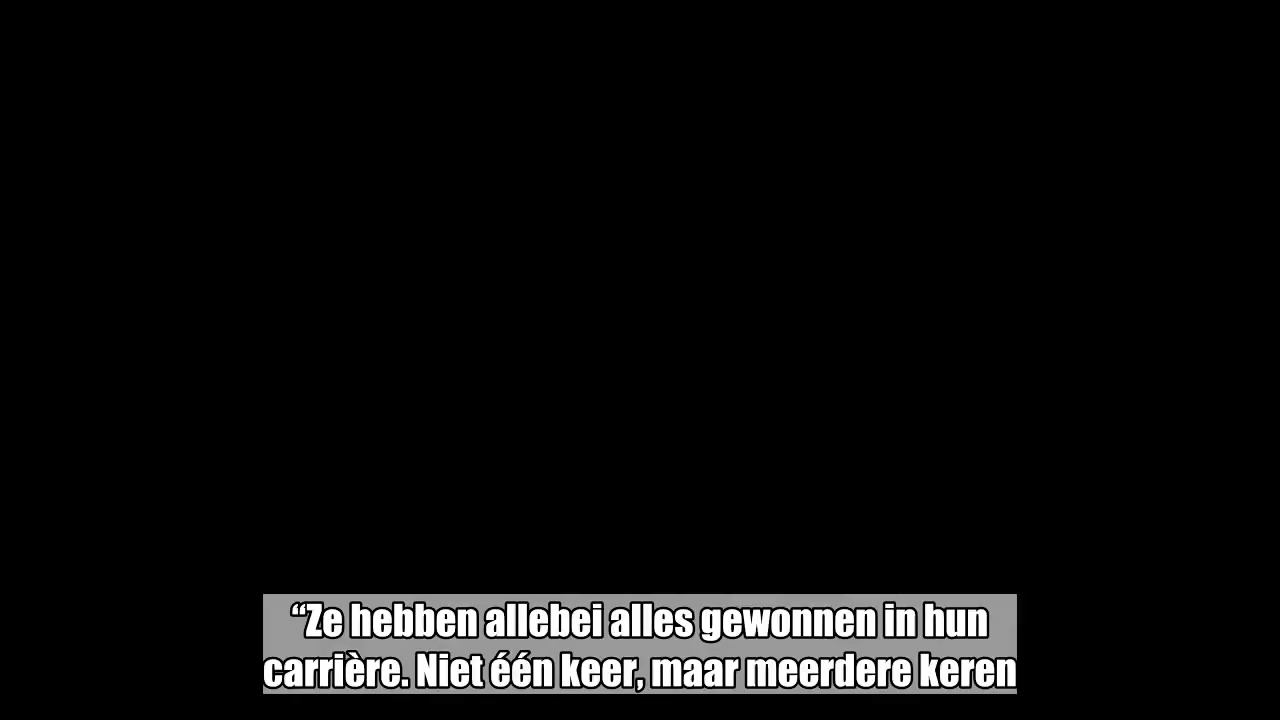 “Ze hebben allebei alles gewonnen in hun
carrière. Niet één keer, maar meerdere keren